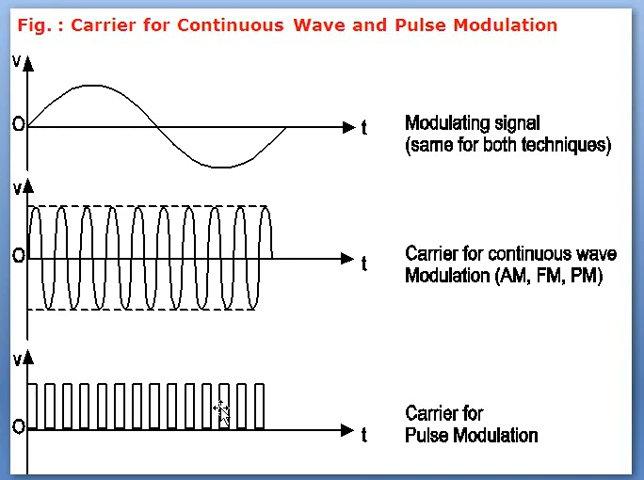 Fig. : Carrier for Continuous Wave and Pulse Modulation
V
O
t
Modulating signal
(same for both techniques)
V
O
t
Carrier for continuous wave
Modulation (AM, FM, PM)
V
O
t
Carrier for
Pulse Modulation